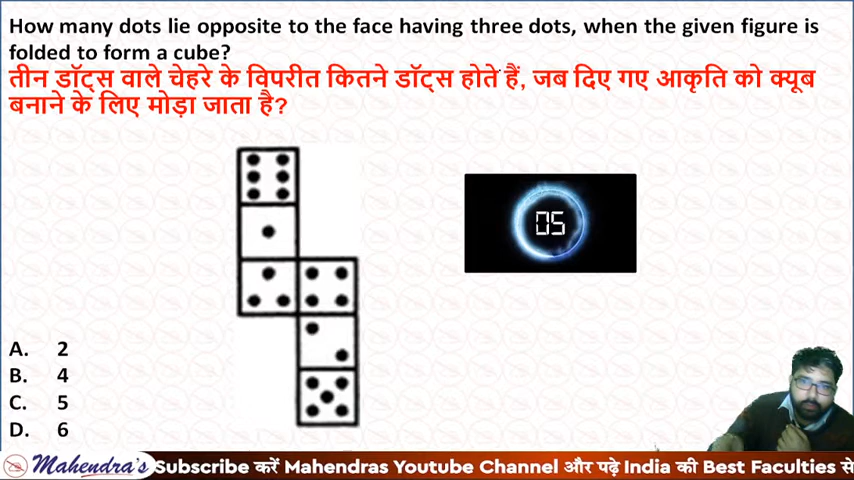 How many dots lie opposite to the face having three dots, when the given figure is
folded to form a cube?
तीन डॉट्स वाले चेहरे के विपरीत कितने डॉट्स होते हैं, जब दिए गए आकृति को क्यूब
बनाने के लिए मोड़ा जाता है?
05
A. 2
B. 4
C. 5
D. 6
Mahendra's Subscribe करें Mahendras Youtube Channel और पढ़े India की Best Faculties से